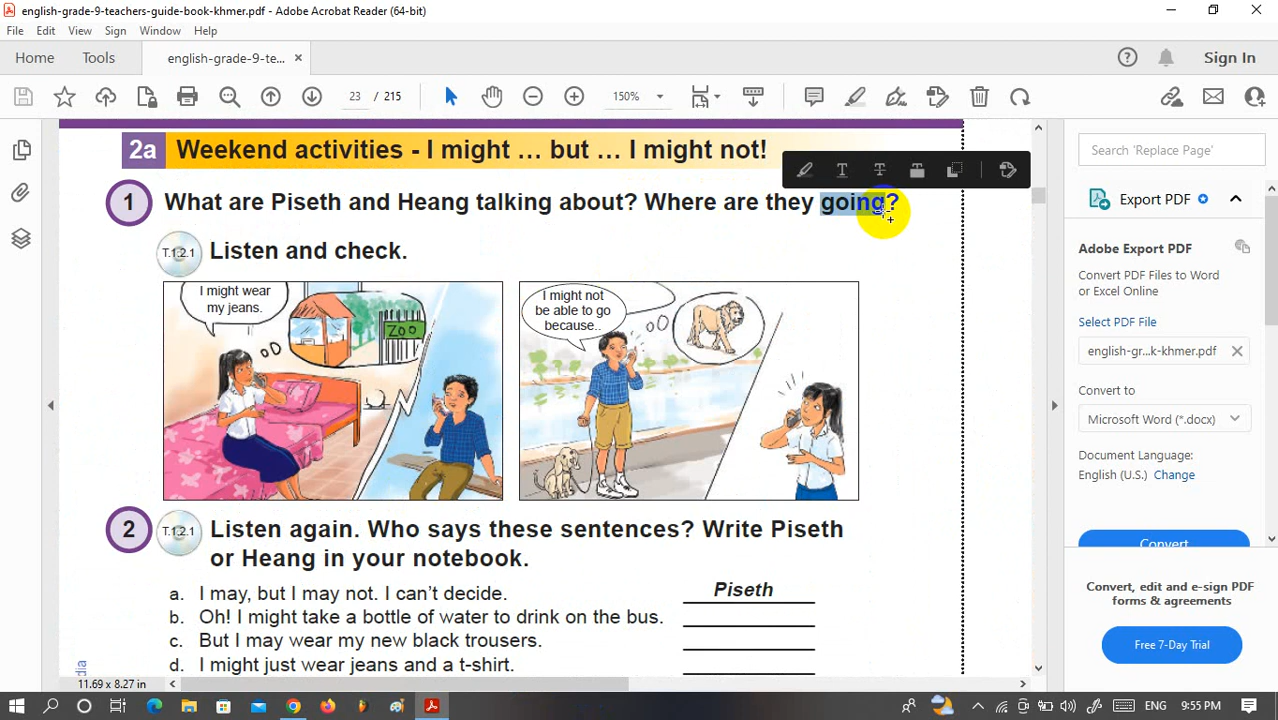 english-grade-9-teachers-guide-book-khmer.pdf - Adobe Acrobat Reader (64-bit)
File Edit View Sign Window Help
Home Tools english-grade-9-te... × Sign In
23 / 215 150%
2a Weekend activities - I might ... but ... I might not!
1 What are Piseth and Heang talking about? Where are they going?
T.1.2.1 Listen and check.
I might wear
my jeans.
ZOO
I might not
be able to go
because..
2 T.1.2.1 Listen again. Who says these sentences? Write Piseth
or Heang in your notebook.
a. I may, but I may not. I can't decide. Piseth
b. Oh! I might take a bottle of water to drink on the bus.
c. But I may wear my new black trousers.
d. I might just wear jeans and a t-shirt.
dia
11.69 x 8.27 in
Search 'Replace Page'
Export PDF
Adobe Export PDF
Convert PDF Files to Word
or Excel Online
Select PDF File
english-gr...k-khmer.pdf
Convert to
Microsoft Word (*.docx)
Document Language:
English (U.S.) Change
Convert
Convert, edit and e-sign PDF
forms & agreements
Free 7-Day Trial
ENG 9:55 PM